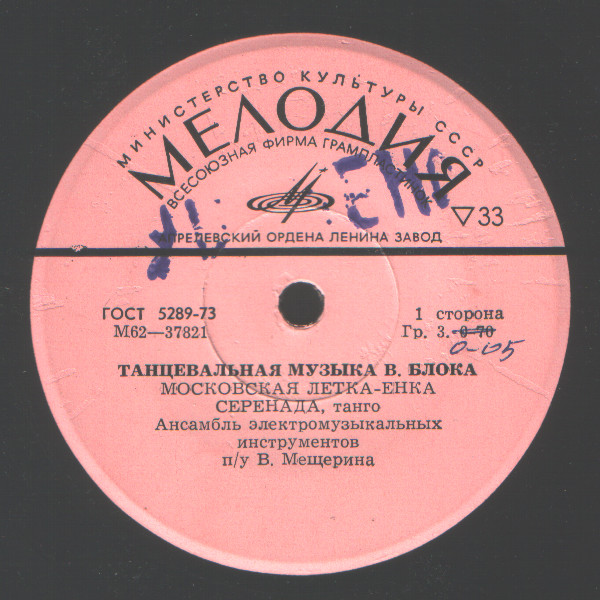 МИНИСТЕРСТВО КУЛЬТУРЫ СССР
МЕЛОДИЯ
ВСЕСОЮЗНАЯ ФИРМА ГРАМПЛАСТИНОК
▽33
АПРЕЛЕВСКИЙ ОРДЕНА ЛЕНИНА ЗАВОД
ГОСТ 5289-73
1 сторона
М62—37821
Гр. 3. 0-70
0-05
ТАНЦЕВАЛЬНАЯ МУЗЫКА В. БЛОКА
МОСКОВСКАЯ ЛЕТКА-ЕНКА
СЕРЕНАДА, танго
Ансамбль электромузыкальных
инструментов
п/у В. Мещерина